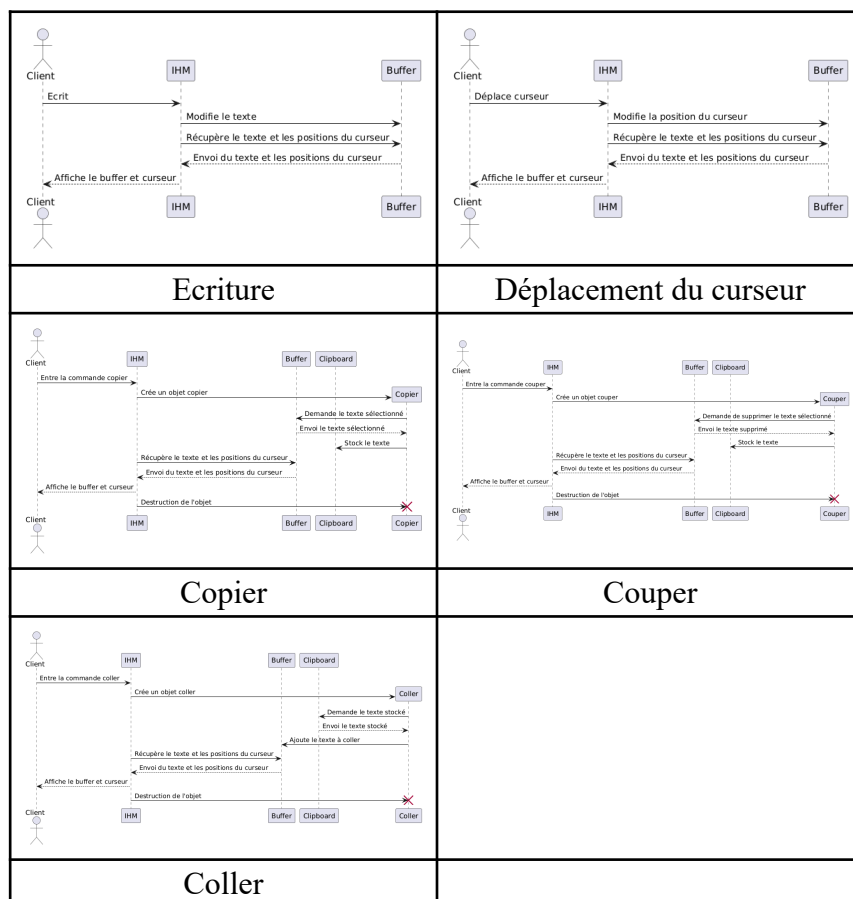 Client
IHM
Buffer
Ecrit
Modifie le texte
Récupère le texte et les positions du curseur
Envoi du texte et les positions du curseur
Affiche le buffer et curseur
Client
IHM
Buffer
Ecriture
Client
IHM
Buffer
Déplace curseur
Modifie la position du curseur
Récupère le texte et les positions du curseur
Envoi du texte et les positions du curseur
Affiche le buffer et curseur
Client
IHM
Buffer
Déplacement du curseur
Client
IHM
Buffer
Clipboard
Entre la commande copier
Crée un objet copier
Copier
Demande le texte sélectionné
Envoi le texte sélectionné
Stock le texte
Récupère le texte et les positions du curseur
Envoi du texte et les positions du curseur
Affiche le buffer et curseur
Destruction de l'objet
Client
IHM
Buffer
Clipboard
Copier
Copier
Client
IHM
Buffer
Clipboard
Entre la commande couper
Crée un objet couper
Couper
Demande de supprimer le texte sélectionné
Envoi le texte supprimé
Stock le texte
Récupère le texte et les positions du curseur
Envoi du texte et les positions du curseur
Affiche le buffer et curseur
Destruction de l'objet
Client
IHM
Buffer
Clipboard
Couper
Couper
Client
IHM
Buffer
Clipboard
Entre la commande coller
Crée un objet coller
Coller
Demande le texte stocké
Envoi le texte stocké
Ajoute le texte à coller
Récupère le texte et les positions du curseur
Envoi du texte et les positions du curseur
Affiche le buffer et curseur
Destruction de l'objet
Client
IHM
Buffer
Clipboard
Coller
Coller